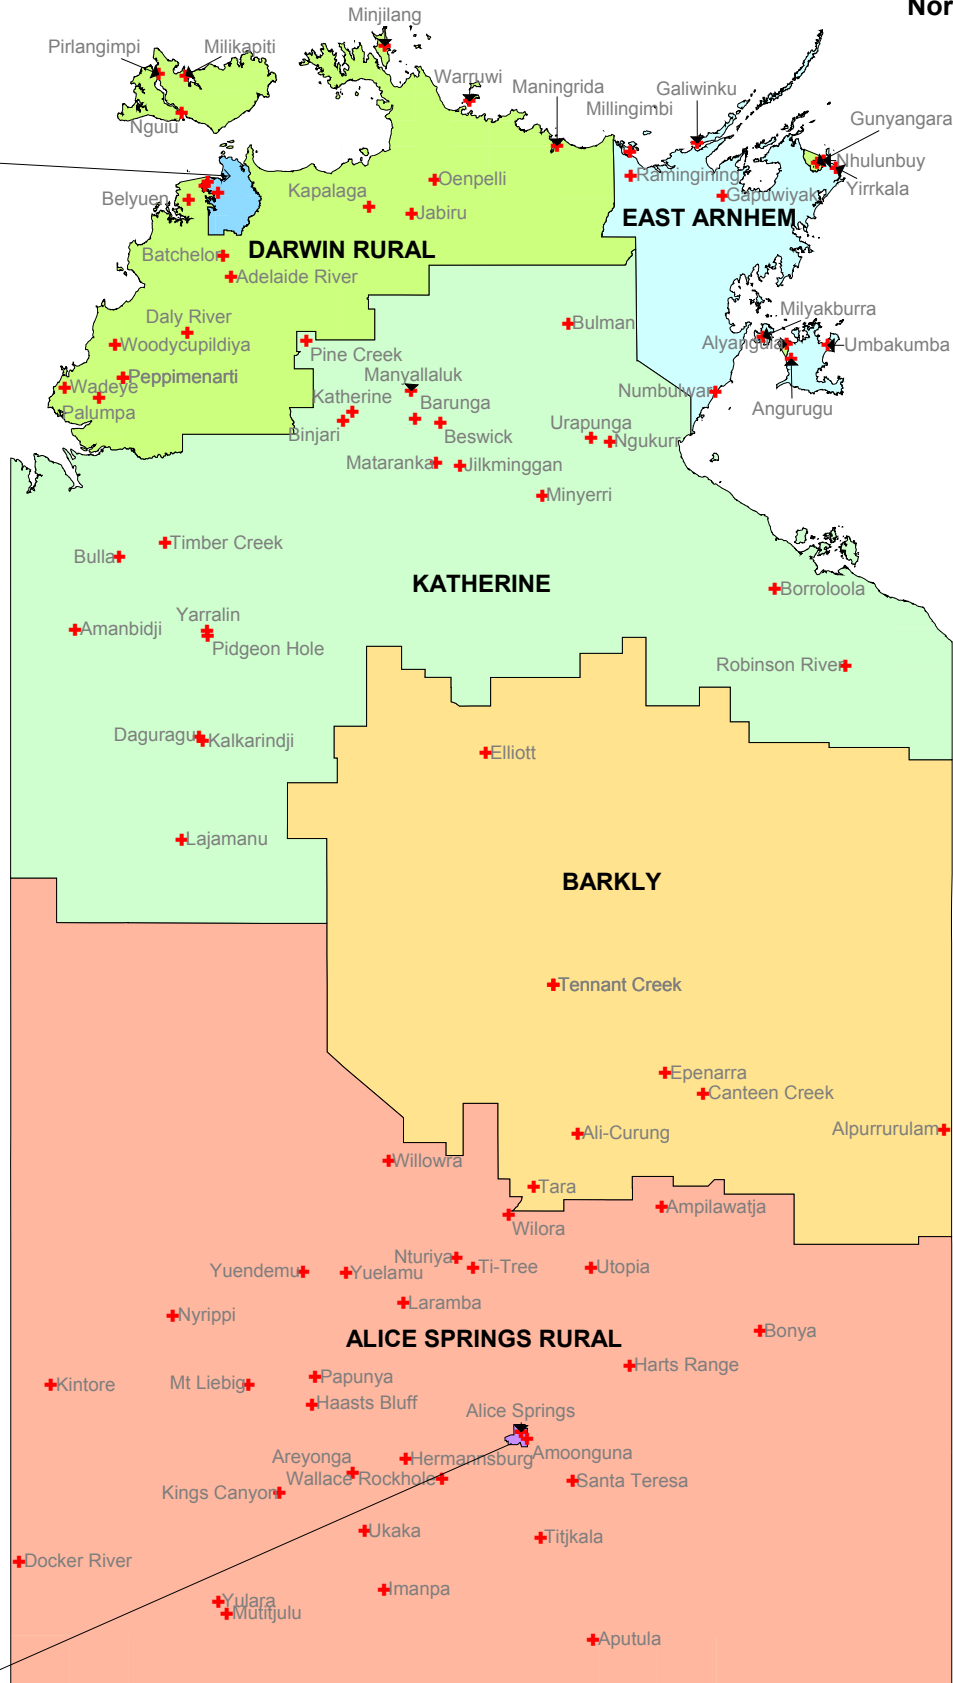 Nor
Minjilang
Pirlangimpi
Milikapiti
Warruwi
Maningrida
Galiwinku
Millingimbi
Gunyangara
Nguiu
Nhulunbuy
Oenpelli
Ramingining
Yirrkala
Belyuen
Kapalaga
Gapuwiyak
Jabiru
EAST ARNHEM
DARWIN RURAL
Batchelor
Adelaide River
Milyakburra
Daly River
Bulman
Woodycupildiya
Pine Creek
Alyangula
Umbakumba
Peppimenarti
Manyallaluk
Wadeye
Katherine
Numbulwar
Palumpa
Barunga
Angurugu
Binjari
Beswick
Urapunga
Ngukurr
Mataranka
Jilkminggan
Minyerri
Timber Creek
Bulla
KATHERINE
Borroloola
Yarralin
Amanbidji
Pidgeon Hole
Robinson River
Daguragu
Kalkarindji
Elliott
Lajamanu
BARKLY
Tennant Creek
Epenarra
Canteen Creek
Ali-Curung
Alpurrurulam
Willowra
Tara
Ampilawatja
Wilora
Nturiya
Yuendemu
Yuelamu
Ti-Tree
Utopia
Laramba
Nyrippi
ALICE SPRINGS RURAL
Bonya
Harts Range
Kintore
Mt Liebig
Papunya
Haasts Bluff
Alice Springs
Areyonga
Hermannsburg
Amoonguna
Wallace Rockhole
Santa Teresa
Kings Canyon
Ukaka
Titjkala
Docker River
Imanpa
Yulara
Mutitjulu
Aputula